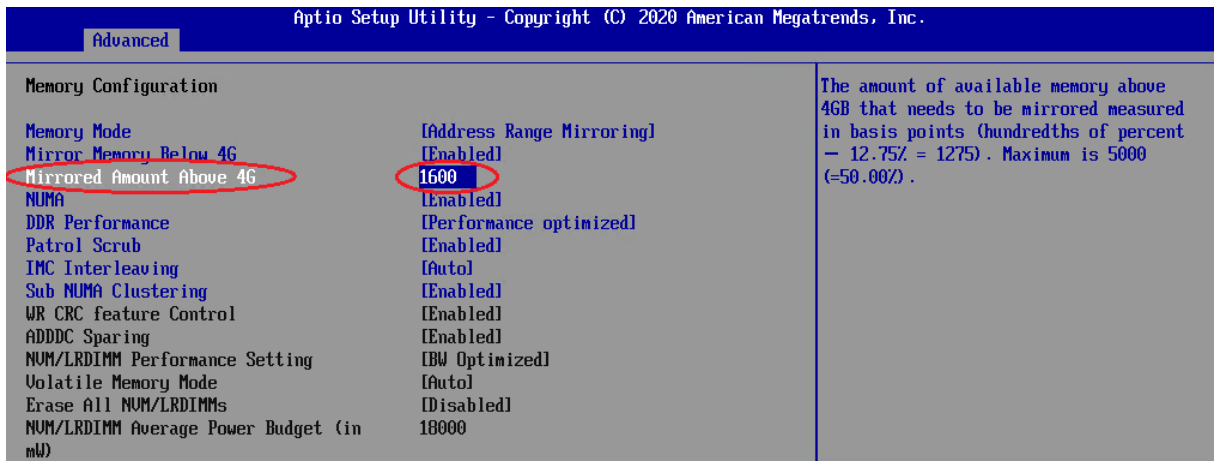 Aptio Setup Utility - Copyright (C) 2020 American Megatrends, Inc.
Advanced
Memory Configuration
Memory Mode [Address Range Mirroring]
Mirror Memory Below 4G [Enabled]
Mirrored Amount Above 4G 1600
NUMA [Enabled]
DDR Performance [Performance optimized]
Patrol Scrub [Enabled]
IMC Interleaving [Auto]
Sub NUMA Clustering [Enabled]
WR CRC feature Control [Enabled]
ADDDC Sparing [Enabled]
NVM/LRDIMM Performance Setting [BW Optimized]
Volatile Memory Mode [Auto]
Erase All NVM/LRDIMMs [Disabled]
NVM/LRDIMM Average Power Budget (in 18000
mW)
The amount of available memory above
4GB that needs to be mirrored measured
in basis points (hundredths of percent
– 12.75% = 1275). Maximum is 5000
(=50.00%).